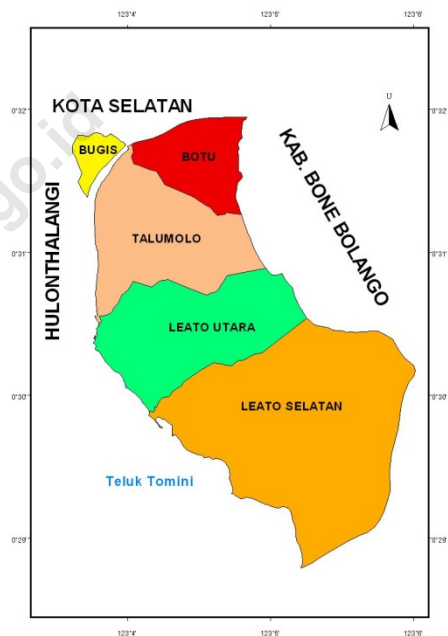 123°4'
123°5'
123°6'
0°32'
0°32'
KOTA SELATAN
U
BUGIS
BOTU
KAB. BONE BOLANGO
HULONTHALANGI
go.id
0°31'
0°31'
TALUMOLO
LEATO UTARA
0°30'
0°30'
LEATO SELATAN
Teluk Tomini
0°29'
0°29'
123°4'
123°5'
123°6'